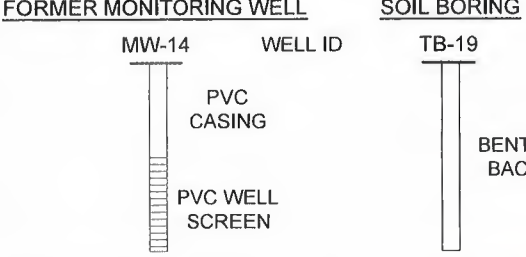 FORMER MONITORING WELL
SOIL BORING
MW-14
WELL ID
TB-19
PVC
CASING
PVC WELL
SCREEN
BENT
BAC